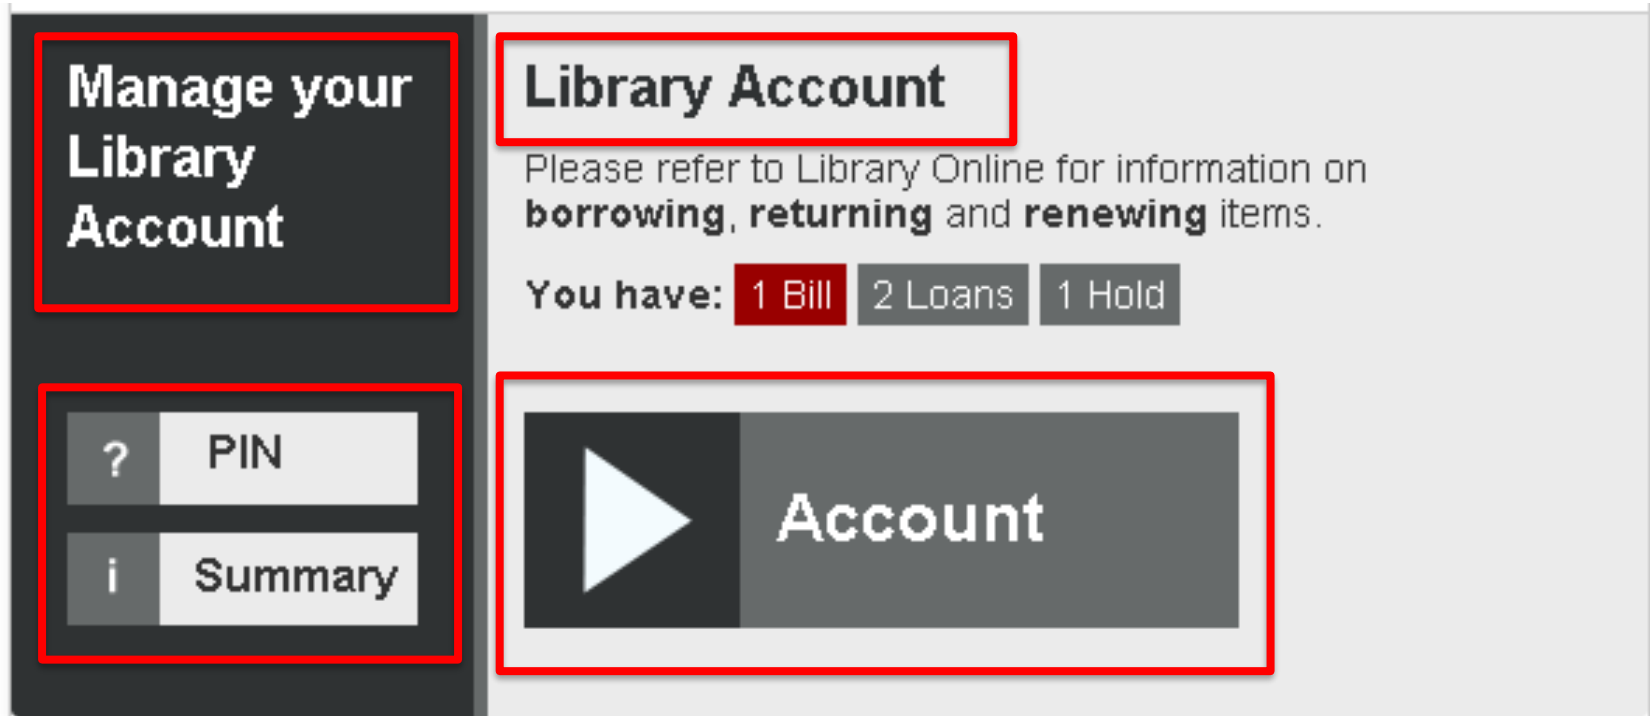 Manage your
Library
Account
? PIN
i Summary
Library Account
Please refer to Library Online for information on
borrowing, returning and renewing items.
You have: 1 Bill 2 Loans 1 Hold
Account